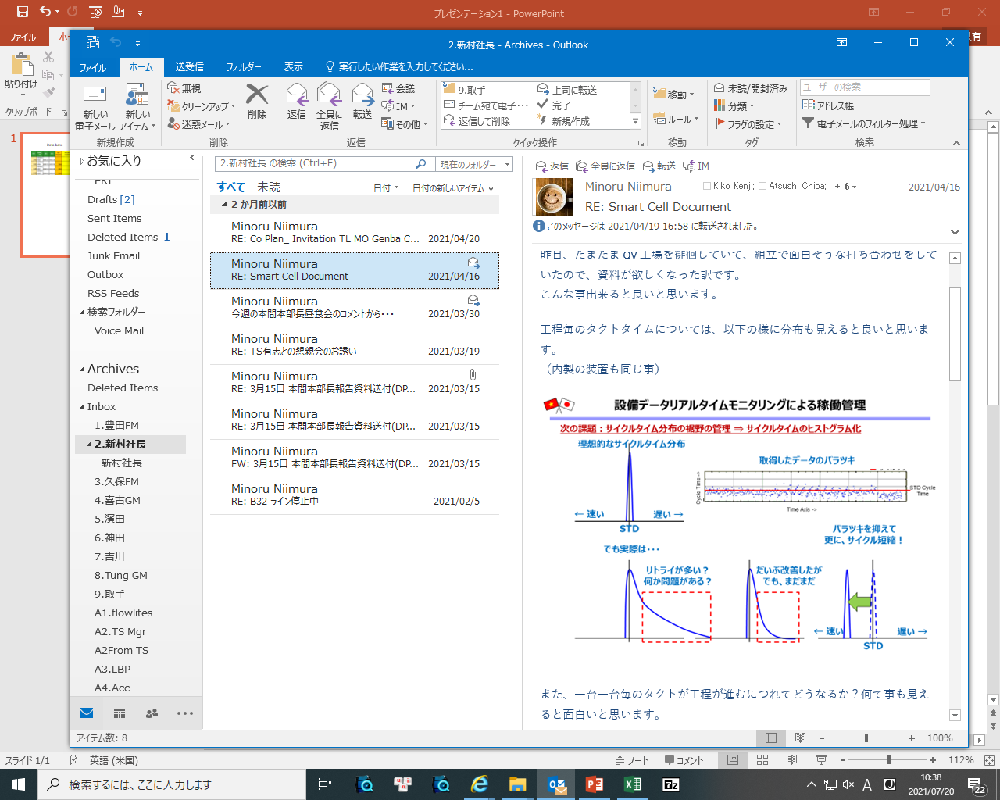 プレゼンテーション1 - PowerPoint
ファイル
ホ
共有
貼り付け
クリップボード
1
Data base
2.新村社長 - Archives - Outlook
ファイル
ホーム
送受信
フォルダー
表示
実行したい作業を入力してください...
新しい
電子メール
新しい
アイテム
新規作成
無視
クリーンアップ
迷惑メール
削除
削除
返信
全員に
返信
転送
会議
IM
その他
返信
9.取手
チーム宛て電子・・・
返信して削除
上司に転送
完了
新規作成
クイック操作
移動
ルール
移動
未読/開封済み
分類
フラグの設定
タグ
ユーザーの検索
アドレス帳
電子メールのフィルター処理
検索
お気に入り
ERI
Drafts [2]
Sent Items
Deleted Items 1
Junk Email
Outbox
RSS Feeds
検索フォルダー
Voice Mail
Archives
Deleted Items
Inbox
1.豊田FM
2.新村社長
新村社長
3.久保FM
4.喜古GM
5.濱田
6.神田
7.吉川
8.Tung GM
9.取手
A1.flowlites
A2.TS Mgr
A2From TS
A3.LBP
A4.Acc
2.新村社長 の検索 (Ctrl+E)
現在のフォルダー
すべて 未読
日付 日付の新しいアイテム ↓
2 か月前以前
Minoru Niimura
RE: Co Plan_ Invitation TL MO Genba C... 2021/04/20
Minoru Niimura
RE: Smart Cell Document 2021/04/16
Minoru Niimura
今週の本間本部長昼食会のコメントから・・・ 2021/03/30
Minoru Niimura
RE: TS有志との懇親会のお誘い 2021/03/19
Minoru Niimura
RE: 3月15日 本間本部長報告資料送付(DP... 2021/03/15
Minoru Niimura
RE: 3月15日 本間本部長報告資料送付(DP... 2021/03/15
Minoru Niimura
FW: 3月15日 本間本部長報告資料送付(DP... 2021/03/15
Minoru Niimura
RE: B32 ライン停止中 2021/02/5
返信 全員に返信 転送 IM
Minoru Niimura
Kiko Kenji; Atsushi Chiba; + 6
2021/04/16
RE: Smart Cell Document
このメッセージは 2021/04/19 16:58 に転送されました。
昨日、たまたま QV 工場を徘徊していて、組立で面白そうな打ち合わせをして
いたので、資料が欲しくなった訳です。
こんな事出来ると良いと思います。
工程毎のタクトタイムについては、以下の様に分布も見えると良いと思いま
す。
（内製の装置も同じ事）
設備データリアルタイムモニタリングによる稼働管理
次の課題：サイクルタイム分布の裾野の管理 ⇒ サイクルタイムのヒストグラム化
理想的なサイクルタイム分布
取得したデータのバラツキ
Cycle Time ->
STD Cycle
Time
Time Axis ->
← 速い
遅い →
STD
バラツキを抑えて
更に、サイクル短縮！
でも実際は・・・
リトライが多い？
何か問題がある？
だいぶ改善したが
でも、まだまだ
← 速い
遅い →
STD
また、一台一台毎のタクトが工程が進むにつれてどうなるか？何て事も見え
ると面白いと思います。
アイテム数: 8
100%
スライド 1/1
英語 (米国)
ノート
コメント
112%
検索するには、ここに入力します
A
10:38
2021/07/20
22